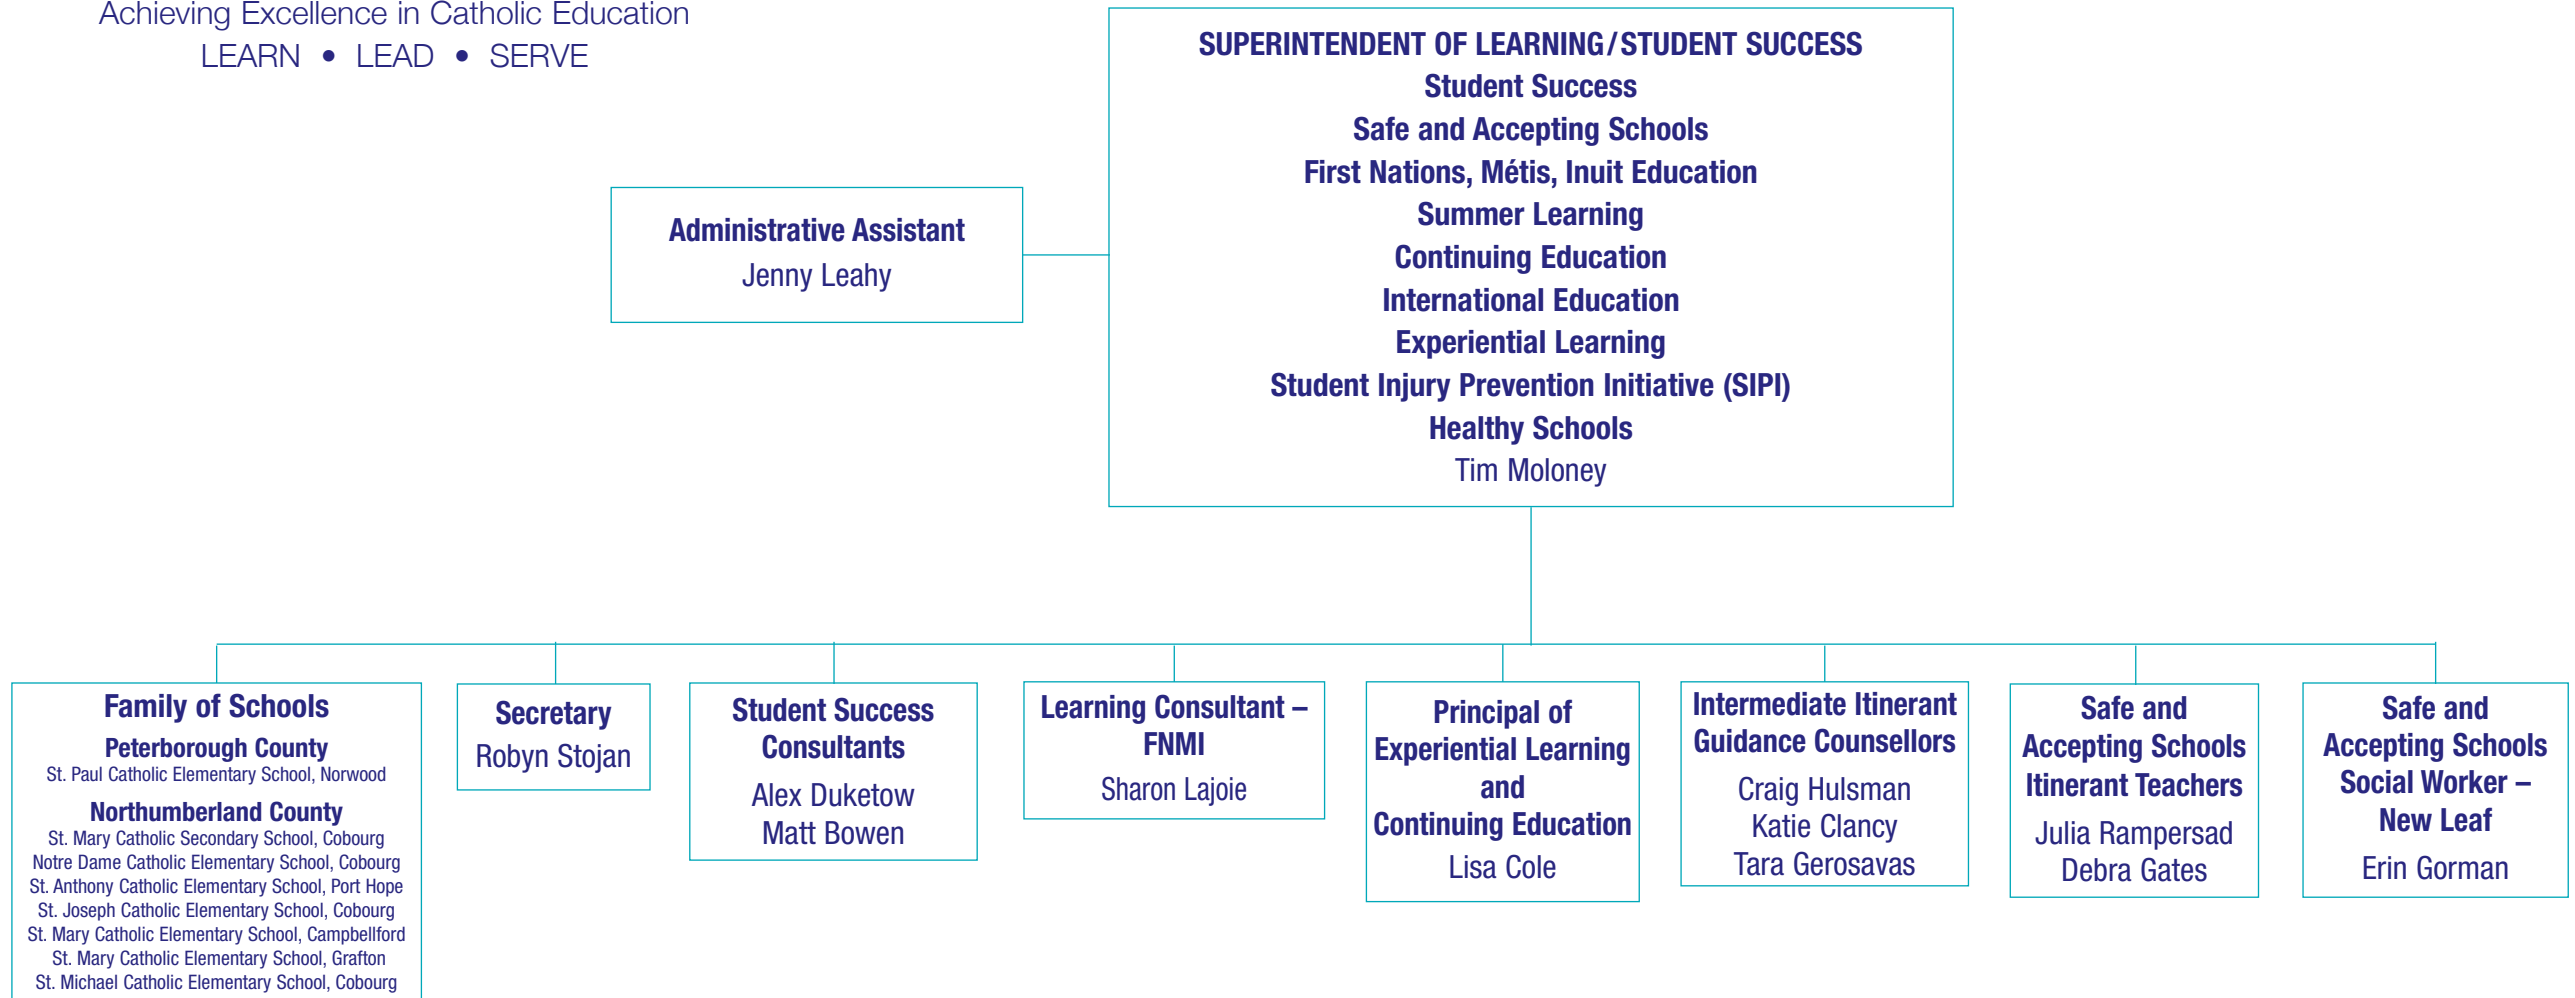 Achieving Excellence in Catholic Education
LEARN • LEAD • SERVE
SUPERINTENDENT OF LEARNING/STUDENT SUCCESS
Student Success
Safe and Accepting Schools
First Nations, Métis, Inuit Education
Summer Learning
Continuing Education
International Education
Experiential Learning
Student Injury Prevention Initiative (SIPI)
Healthy Schools
Tim Moloney
Administrative Assistant
Jenny Leahy
Family of Schools
Peterborough County
St. Paul Catholic Elementary School, Norwood
Northumberland County
St. Mary Catholic Secondary School, Cobourg
Notre Dame Catholic Elementary School, Cobourg
St. Anthony Catholic Elementary School, Port Hope
St. Joseph Catholic Elementary School, Cobourg
St. Mary Catholic Elementary School, Campbellford
St. Mary Catholic Elementary School, Grafton
St. Michael Catholic Elementary School, Cobourg
Secretary
Robyn Stojan
Student Success
Consultants
Alex Duketow
Matt Bowen
Learning Consultant –
FNMI
Sharon Lajoie
Principal of
Experiential Learning
and
Continuing Education
Lisa Cole
Intermediate Itinerant
Guidance Counsellors
Craig Hulsman
Katie Clancy
Tara Gerosavas
Safe and
Accepting Schools
Itinerant Teachers
Julia Rampersad
Debra Gates
Safe and
Accepting Schools
Social Worker –
New Leaf
Erin Gorman